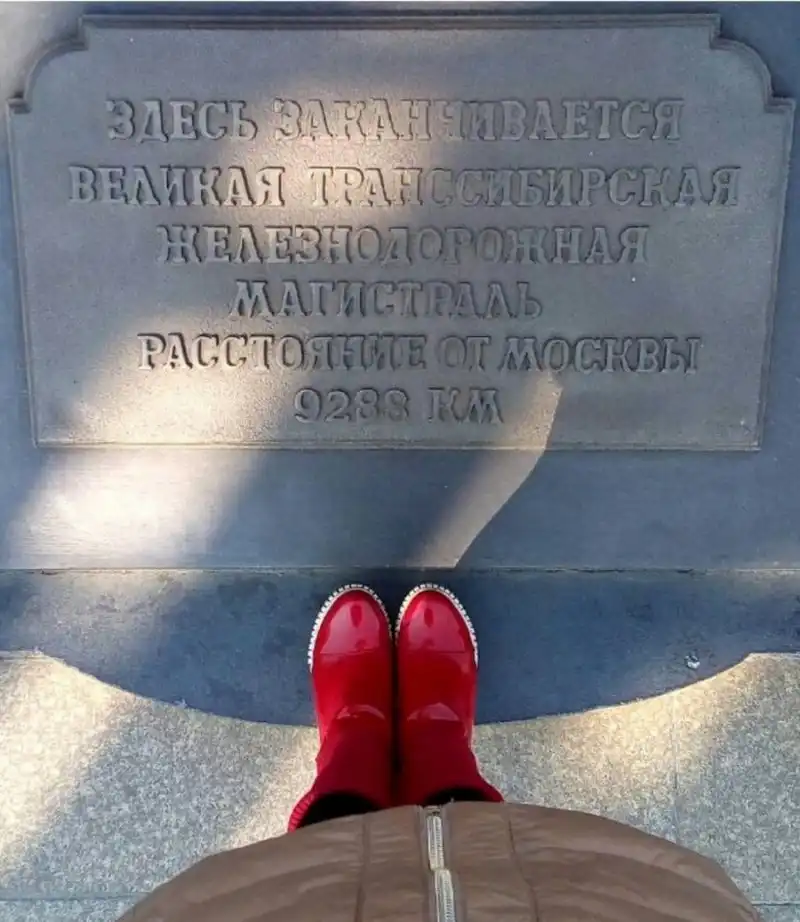 ЗДЕСЬ ЗАКАНЧИВАЕТСЯ
ВЕЛИКАЯ ТРАНССИБИРСКАЯ
ЖЕЛЕЗНОДОРОЖНАЯ
МАГИСТРАЛЬ
РАССТОЯНИЕ ОТ МОСКВЫ
9288 КМ